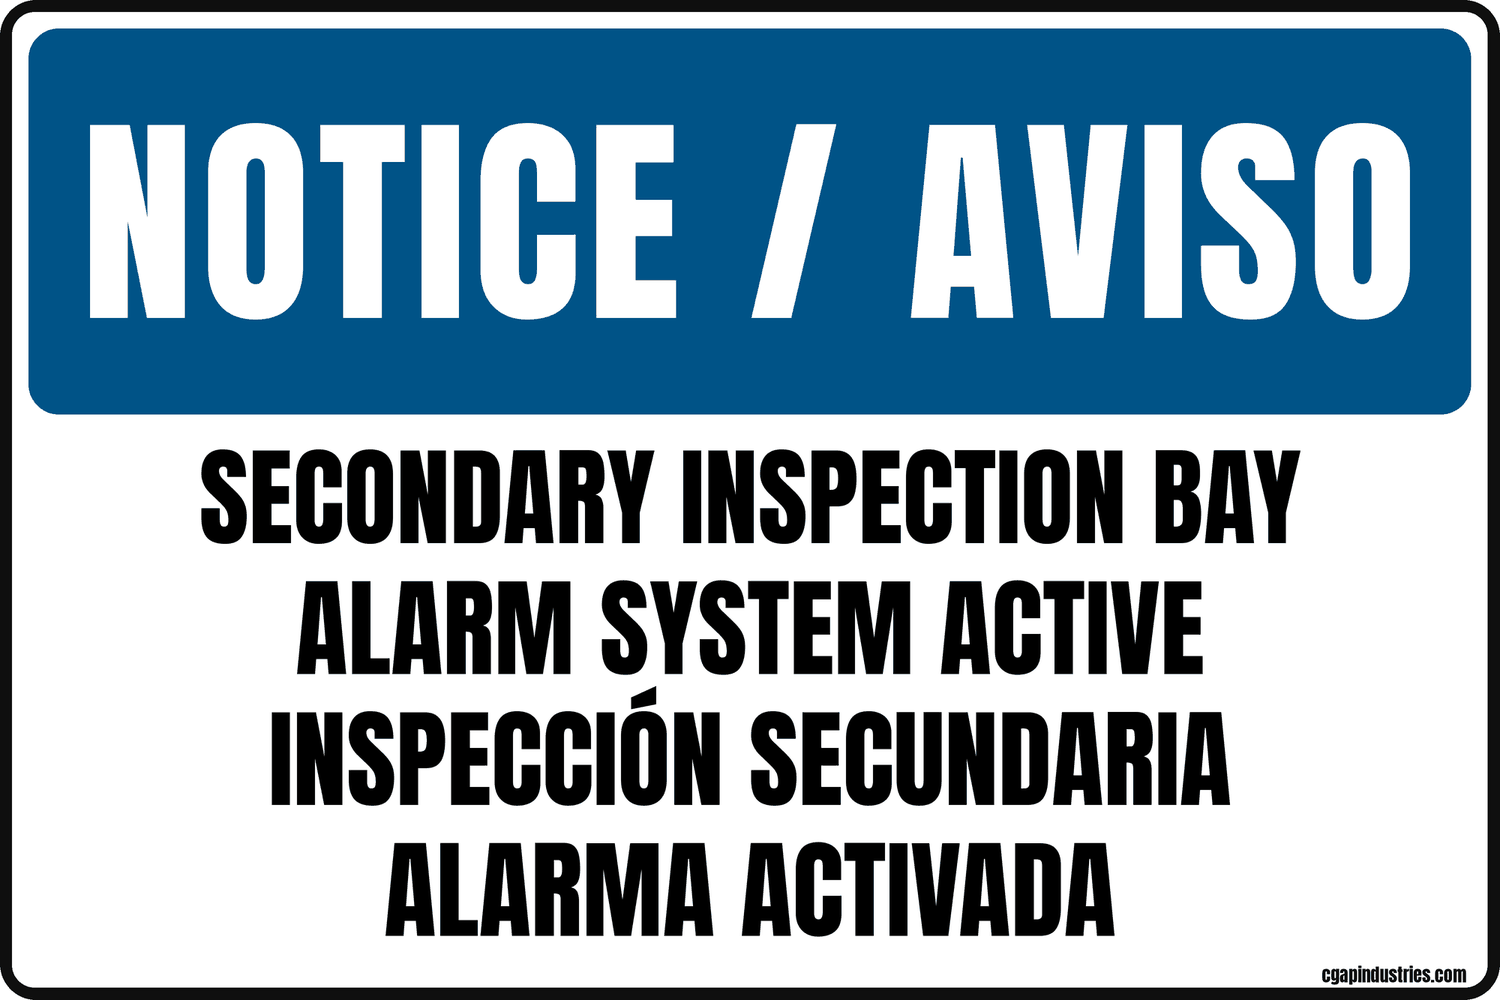 NOTICE / AVISO
SECONDARY INSPECTION BAY
ALARM SYSTEM ACTIVE
INSPECCIÓN SECUNDARIA
ALARMA ACTIVADA
cgapindustries.com